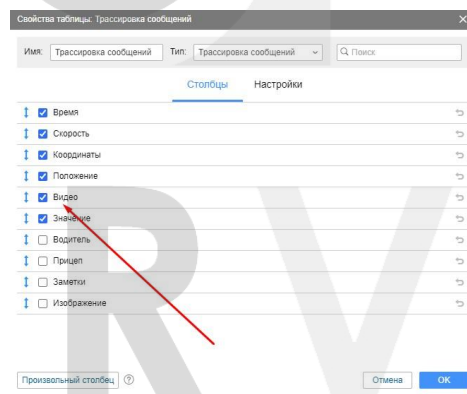 Свойства таблицы: Трассировка сообщений
Имя: Трассировка сообщений Тип: Трассировка сообщений Поиск
Столбцы Настройки
Время
Скорость
Координаты
Положение
Видео
Значение
Водитель
Прицеп
Заметки
Изображение
Произвольный столбец ? Отмена OK
RV